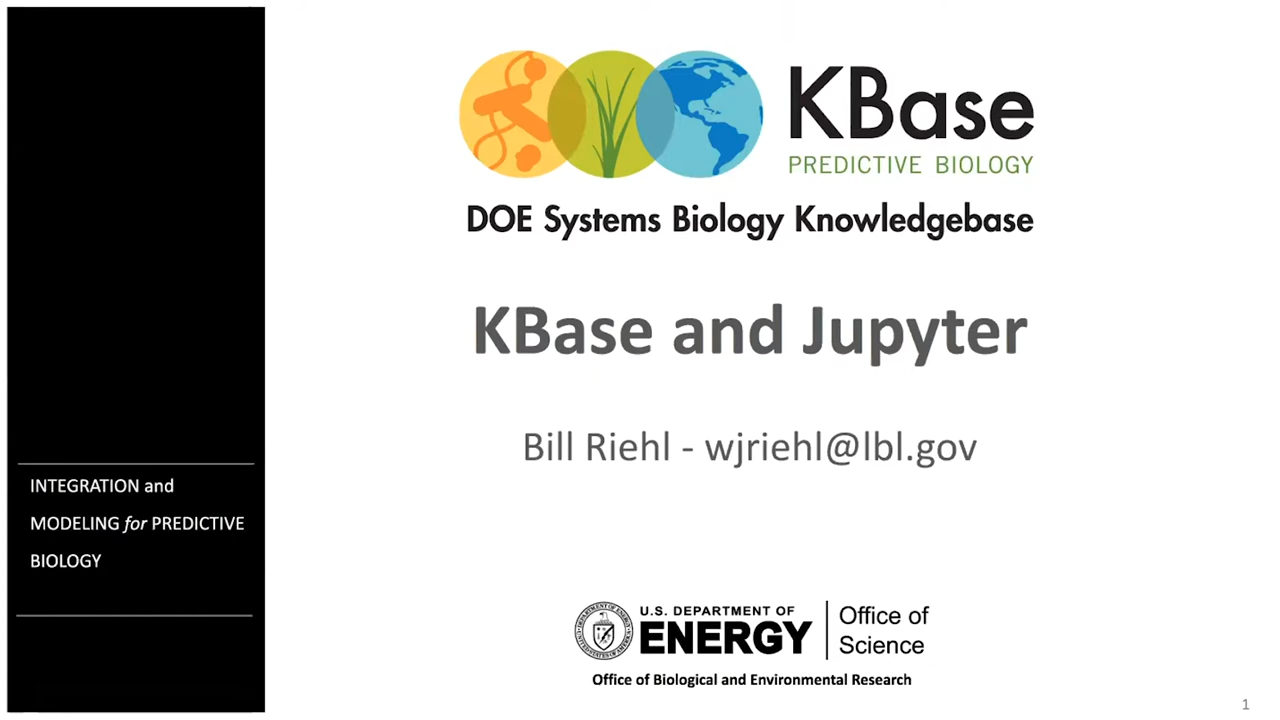 KBase
PREDICTIVE BIOLOGY
DOE Systems Biology Knowledgebase
KBase and Jupyter
Bill Riehl - wjriehl@lbl.gov
INTEGRATION and
MODELING for PREDICTIVE
BIOLOGY
U.S. DEPARTMENT OF
ENERGY
Office of
Science
Office of Biological and Environmental Research
1